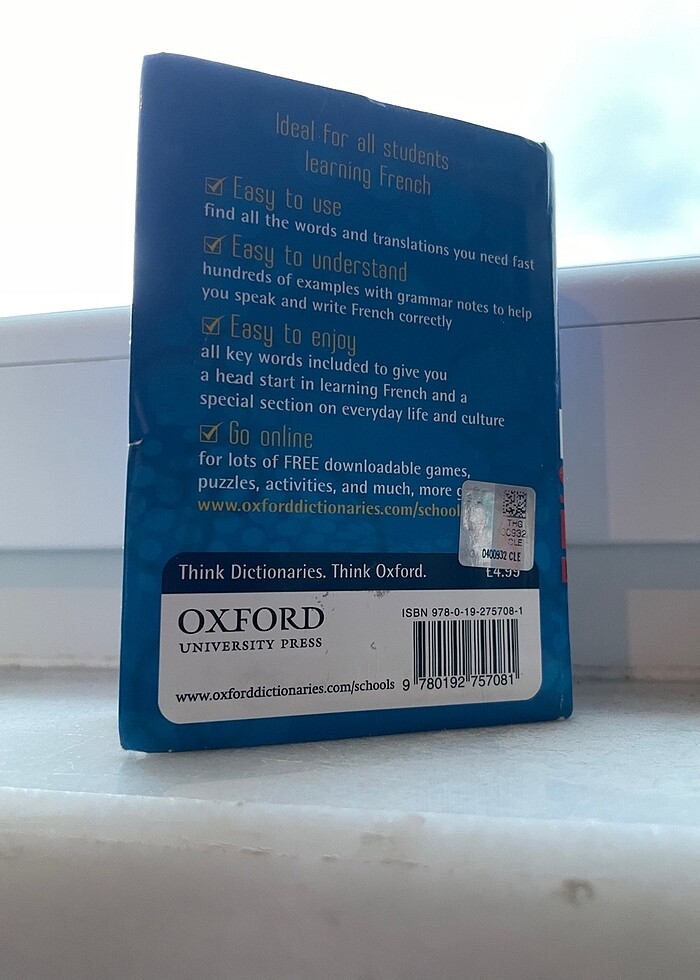 Ideal for all students
learning French
Easy to use
find all the words and translations you need fast
Easy to understand
hundreds of examples with grammar notes to help
you speak and write French correctly
Easy to enjoy
all key words included to give you
a head start in learning French and a
special section on everyday life and culture
Go online
for lots of FREE downloadable games,
puzzles, activities, and much, more
www.oxforddictionaries.com/school
THG
00932
CLE
0400932 CLE
Think Dictionaries. Think Oxford.
£4.99
OXFORD
UNIVERSITY PRESS
www.oxforddictionaries.com/schools
ISBN 978-0-19-275708-1
9 780192 757081